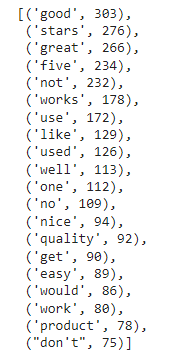 [('good', 303),
('stars', 276),
('great', 266),
('five', 234),
('not', 232),
('works', 178),
('use', 172),
('like', 129),
('used', 126),
('well', 113),
('one', 112),
('no', 109),
('nice', 94),
('quality', 92),
('get', 90),
('easy', 89),
('would', 86),
('work', 80),
('product', 78),
("don't", 75)]